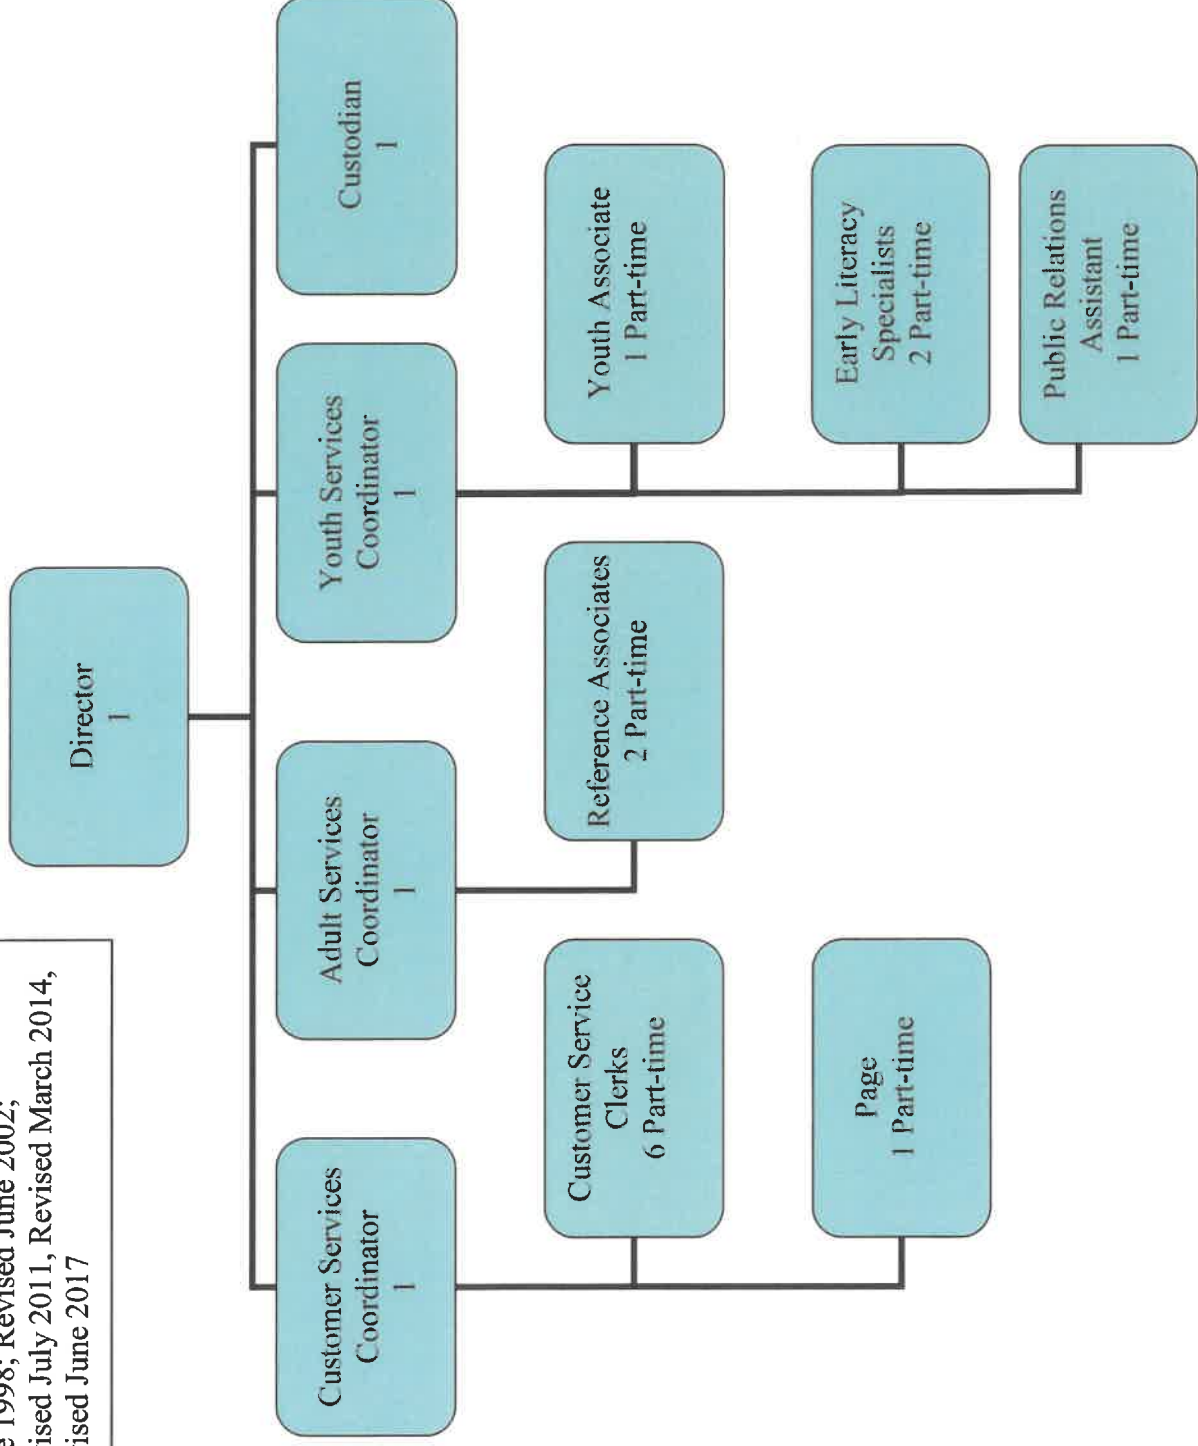 1998; Revised June 2002;
July 2011, Revised March 2014,
June 2017
Director
1
Customer Services
Coordinator
1
Adult Services
Coordinator
1
Youth Services
Coordinator
1
Custodian
1
Customer Service
Clerks
6 Part-time
Reference Associates
2 Part-time
Youth Associate
1 Part-time
Page
1 Part-time
Early Literacy
Specialists
2 Part-time
Public Relations
Assistant
1 Part-time